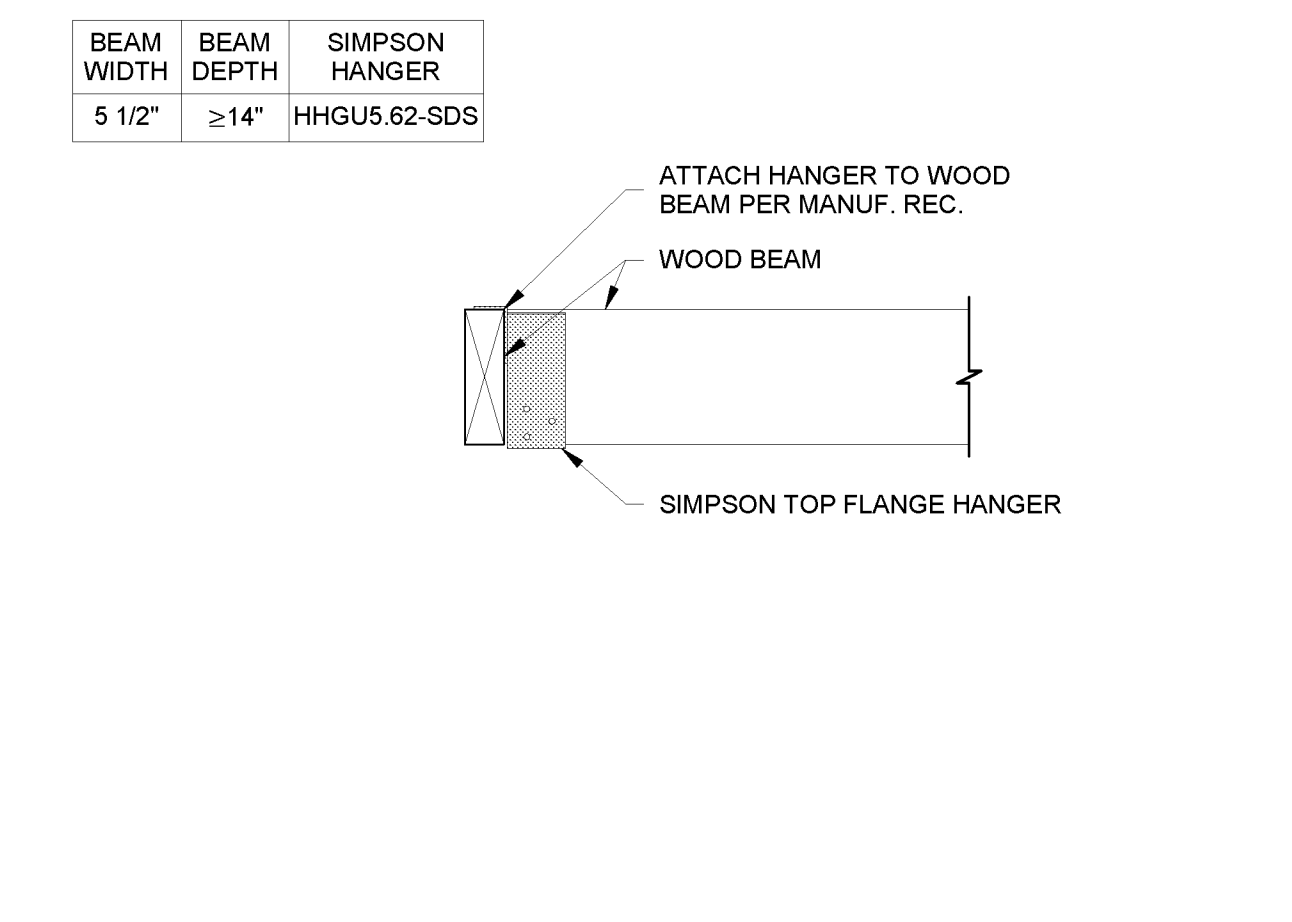 BEAM WIDTH
BEAM DEPTH
SIMPSON HANGER
5 1/2"
≥14"
HHGU5.62-SDS
ATTACH HANGER TO WOOD
BEAM PER MANUF. REC.
WOOD BEAM
SIMPSON TOP FLANGE HANGER